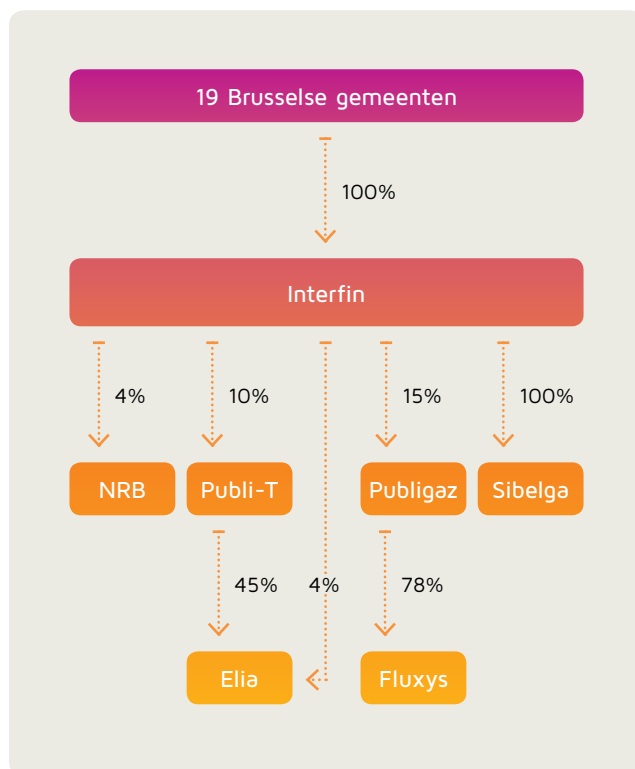 19 Brusselse gemeenten
100%
Interfin
4%
10%
15%
100%
NRB
Publi-T
Publigaz
Sibelga
45%
4%
78%
Elia
Fluxys